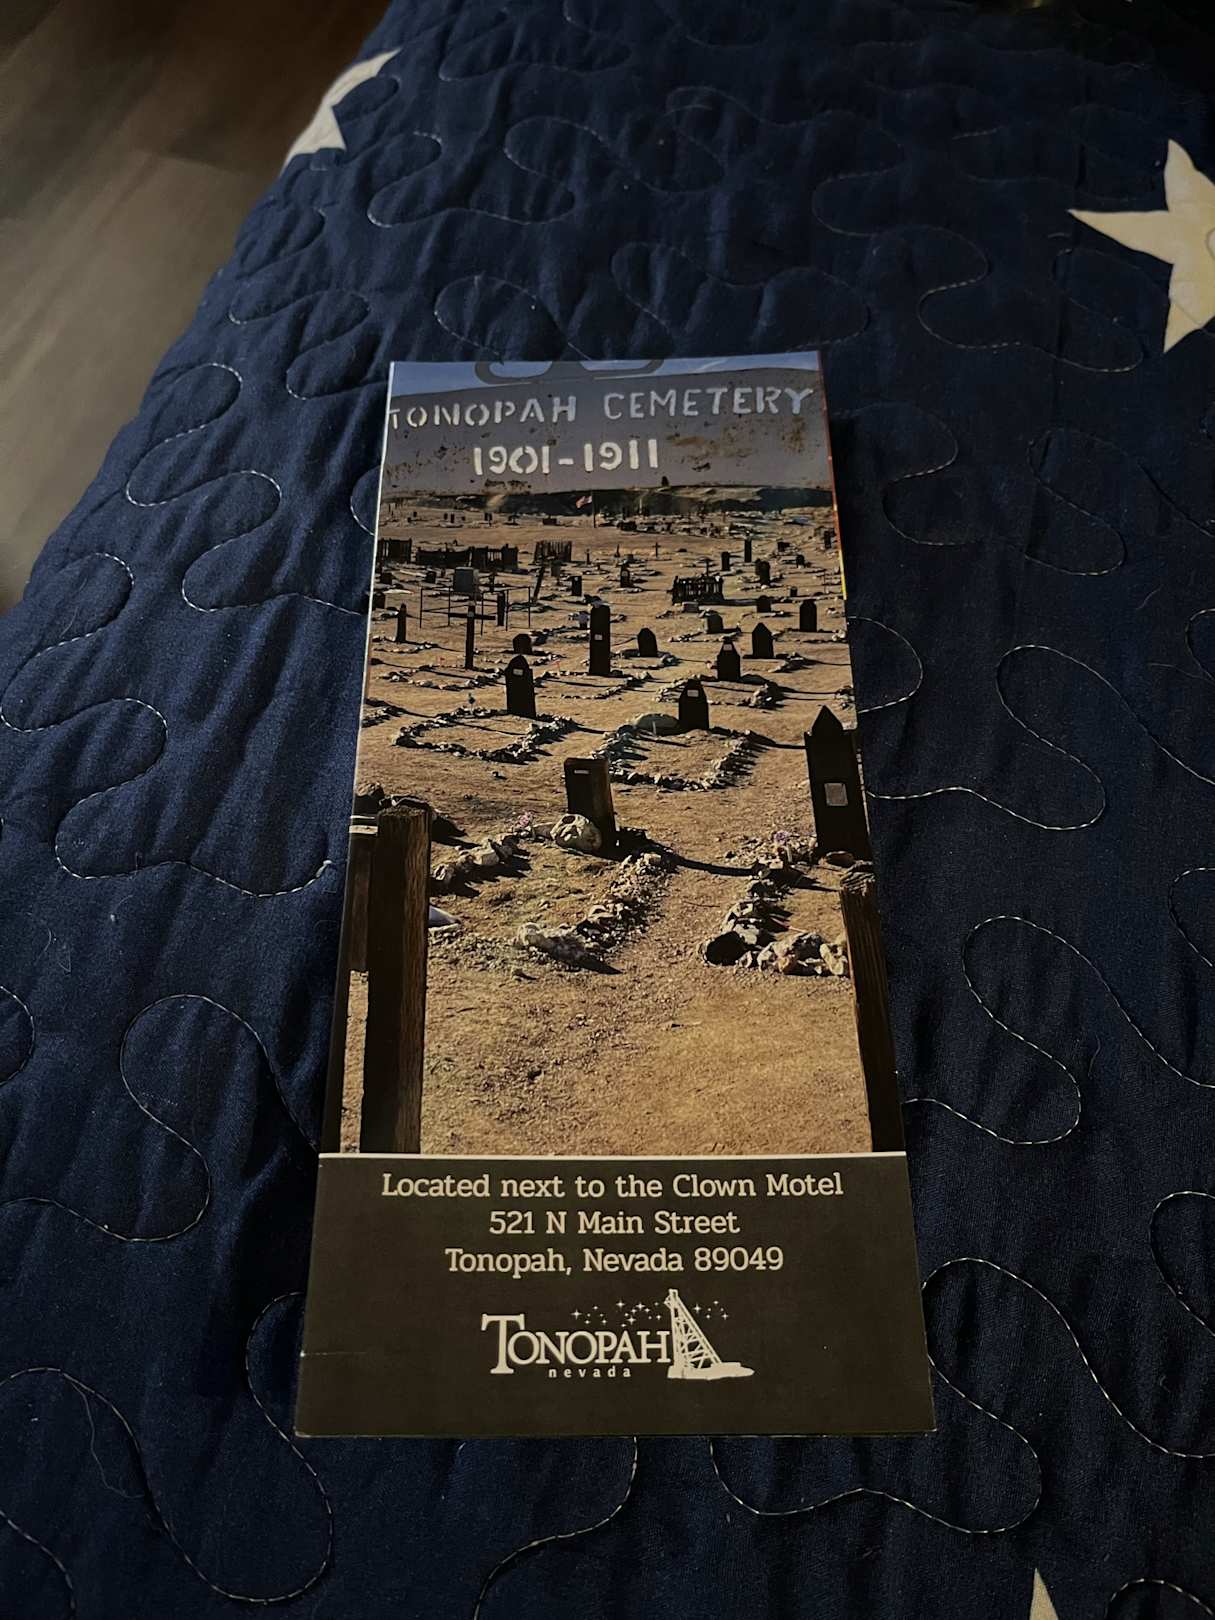 TONOPAH CEMETERY
1901-1911
Located next to the Clown Motel
521 N Main Street
Tonopah, Nevada 89049
TONOPAH
nevada